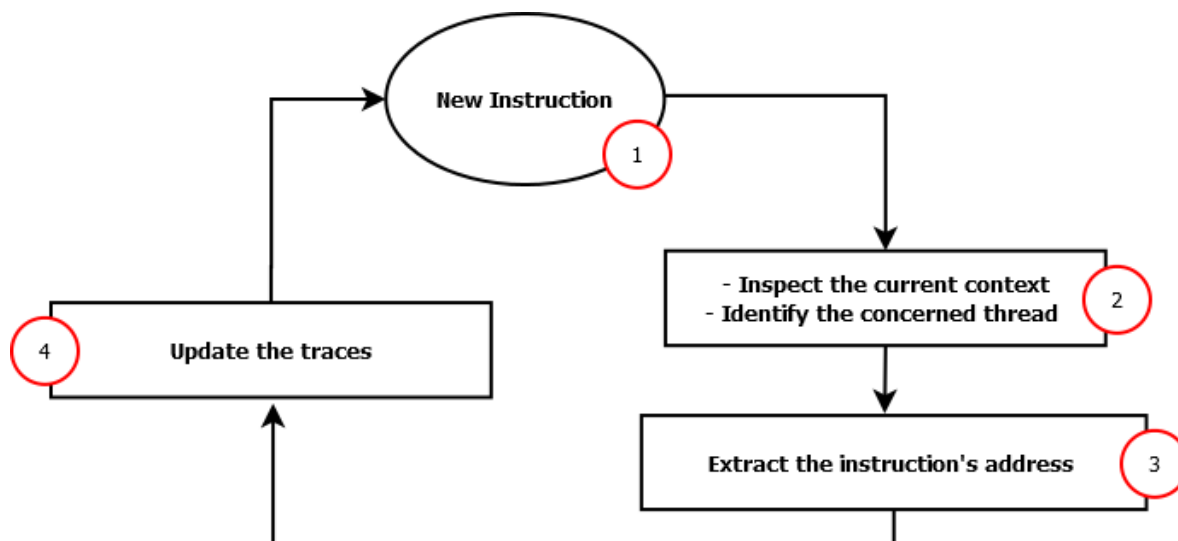 New Instruction
1
- Inspect the current context
- Identify the concerned thread
2
4
Update the traces
Extract the instruction's address
3